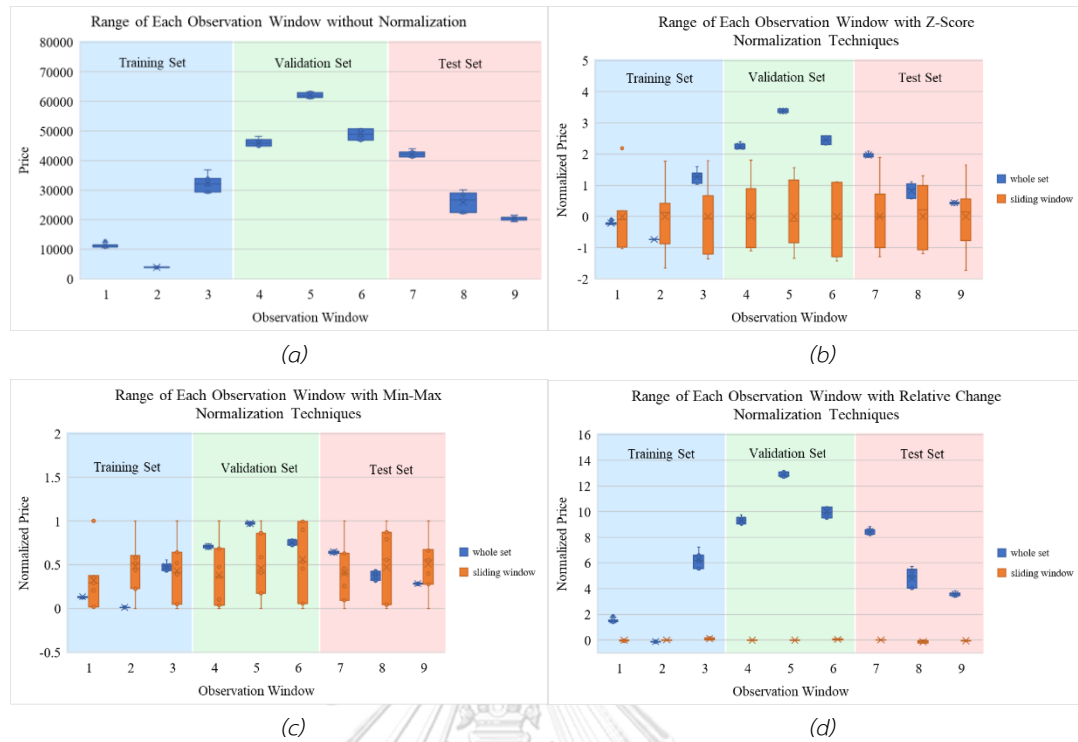 Range of Each Observation Window without Normalization
80000
70000
60000
50000
40000
30000
20000
10000
0
Price
Training Set
Validation Set
Test Set
1 2 3 4 5 6 7 8 9
Observation Window
(a)
Range of Each Observation Window with Z-Score
Normalization Techniques
5
4
3
2
1
0
-1
-2
Normalized Price
Training Set
Validation Set
Test Set
1 2 3 4 5 6 7 8 9
Observation Window
whole set
sliding window
(b)
Range of Each Observation Window with Min-Max
Normalization Techniques
2
1.5
1
0.5
0
-0.5
Normalized Price
Training Set
Validation Set
Test Set
1 2 3 4 5 6 7 8 9
Observation Window
whole set
sliding window
(c)
Range of Each Observation Window with Relative Change
Normalization Techniques
16
14
12
10
8
6
4
2
0
Normalized Price
Training Set
Validation Set
Test Set
1 2 3 4 5 6 7 8 9
Observation Window
whole set
sliding window
(d)